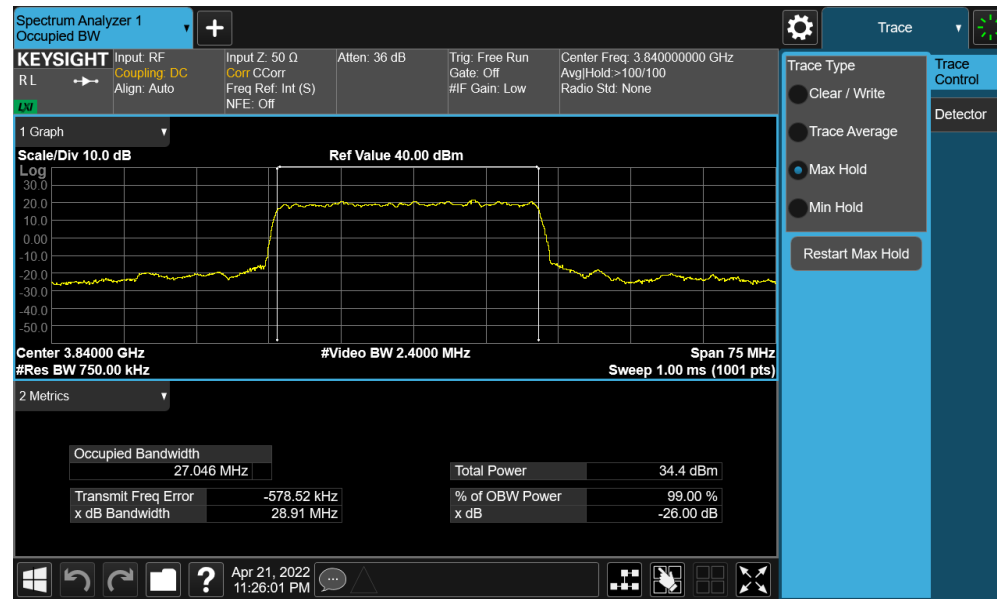 Spectrum Analyzer 1
Occupied BW
+
Trace
KEYSIGHT
R L
LXI
Input: RF
Coupling: DC
Align: Auto
Input Z: 50 Ω
Corr CCorr
Freq Ref: Int (S)
NFE: Off
Atten: 36 dB
Trig: Free Run
Gate: Off
#IF Gain: Low
Center Freq: 3.840000000 GHz
Avg|Hold:>100/100
Radio Std: None
Trace Type
Clear / Write
Trace Average
Max Hold
Min Hold
Restart Max Hold
Trace
Control
Detector
1 Graph
Scale/Div 10.0 dB
Ref Value 40.00 dBm
Log
30.0
20.0
10.0
0.00
-10.0
-20.0
-30.0
-40.0
-50.0
Center 3.84000 GHz
#Video BW 2.4000 MHz
Span 75 MHz
#Res BW 750.00 kHz
Sweep 1.00 ms (1001 pts)
2 Metrics
Occupied Bandwidth
27.046 MHz
Total Power 34.4 dBm
Transmit Freq Error -578.52 kHz
% of OBW Power 99.00 %
x dB Bandwidth 28.91 MHz
x dB -26.00 dB
?
Apr 21, 2022
11:26:01 PM